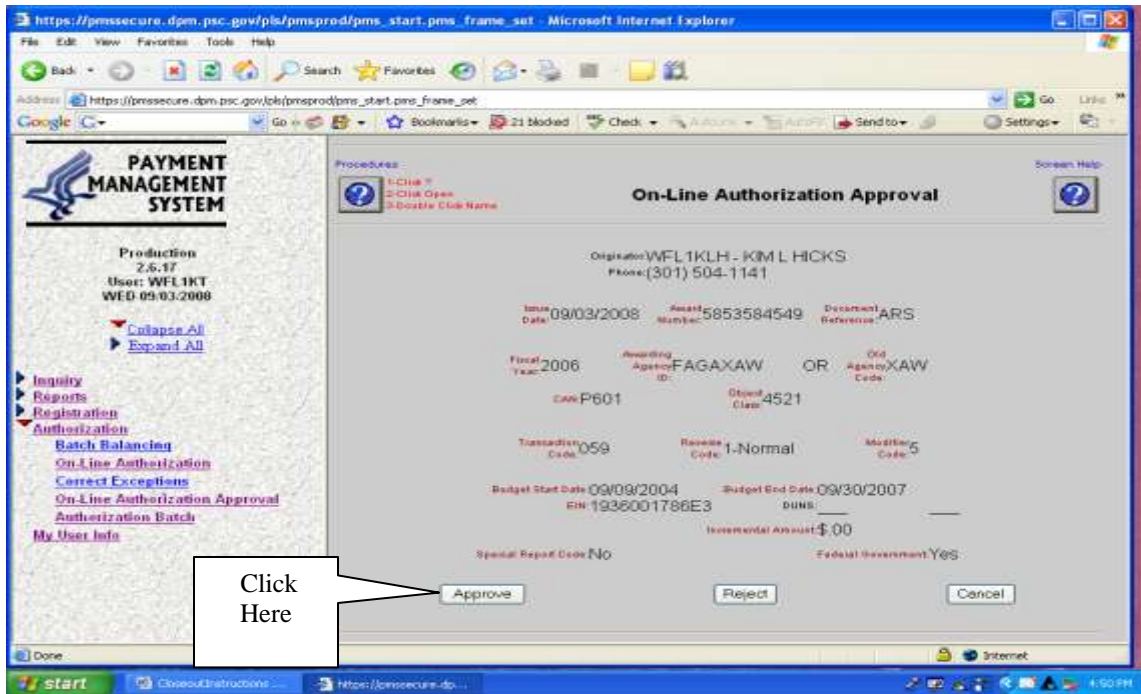 https://pmssecure.dpm.psc.gov/pls/pmsprod/pms_start.pms_frame_set - Microsoft Internet Explorer
File Edit View Favorites Tools Help
Back Search Favorites
Address https://pmssecure.dpm.psc.gov/pls/pmsprod/pms_start.pms_frame_set Go Links »
Google G Go Bookmarks 21 blocked Check Send to Settings
PAYMENT
MANAGEMENT
SYSTEM
Production
2.6.17
User: WFL1KT
WED 09/03/2008
Collapse All
Expand All
Inquiry
Reports
Registration
Authorization
Batch Balancing
On-Line Authorization
Correct Exceptions
On-Line Authorization Approval
Authorization Batch
My User Info
Procedures Screen Help
1-Click ?
2-Click Open
3-Double Click Name
On-Line Authorization Approval
Originator: WFL1KLH - KIM L HICKS
Phone: (301) 504-1141
Issue Date: 09/03/2008 Award Number: 5853584549 Document Reference: ARS
Fiscal Year: 2006 Awarding Agency ID: FAGAXAW OR Old Agency Code: XAW
CAN: P601 Object Class: 4521
Transaction Code: 059 Reverse Code: 1-Normal Modifier Code: 5
Budget Start Date: 09/09/2004 Budget End Date: 09/30/2007
EIN: 1936001786E3 DUNS:
Incremental Amount: $.00
Special Report Code: No Federal Government: Yes
Approve Reject Cancel
Click
Here
Done Internet
start CloseoutInstructions ... https://pmssecure.dp... 4:50 PM